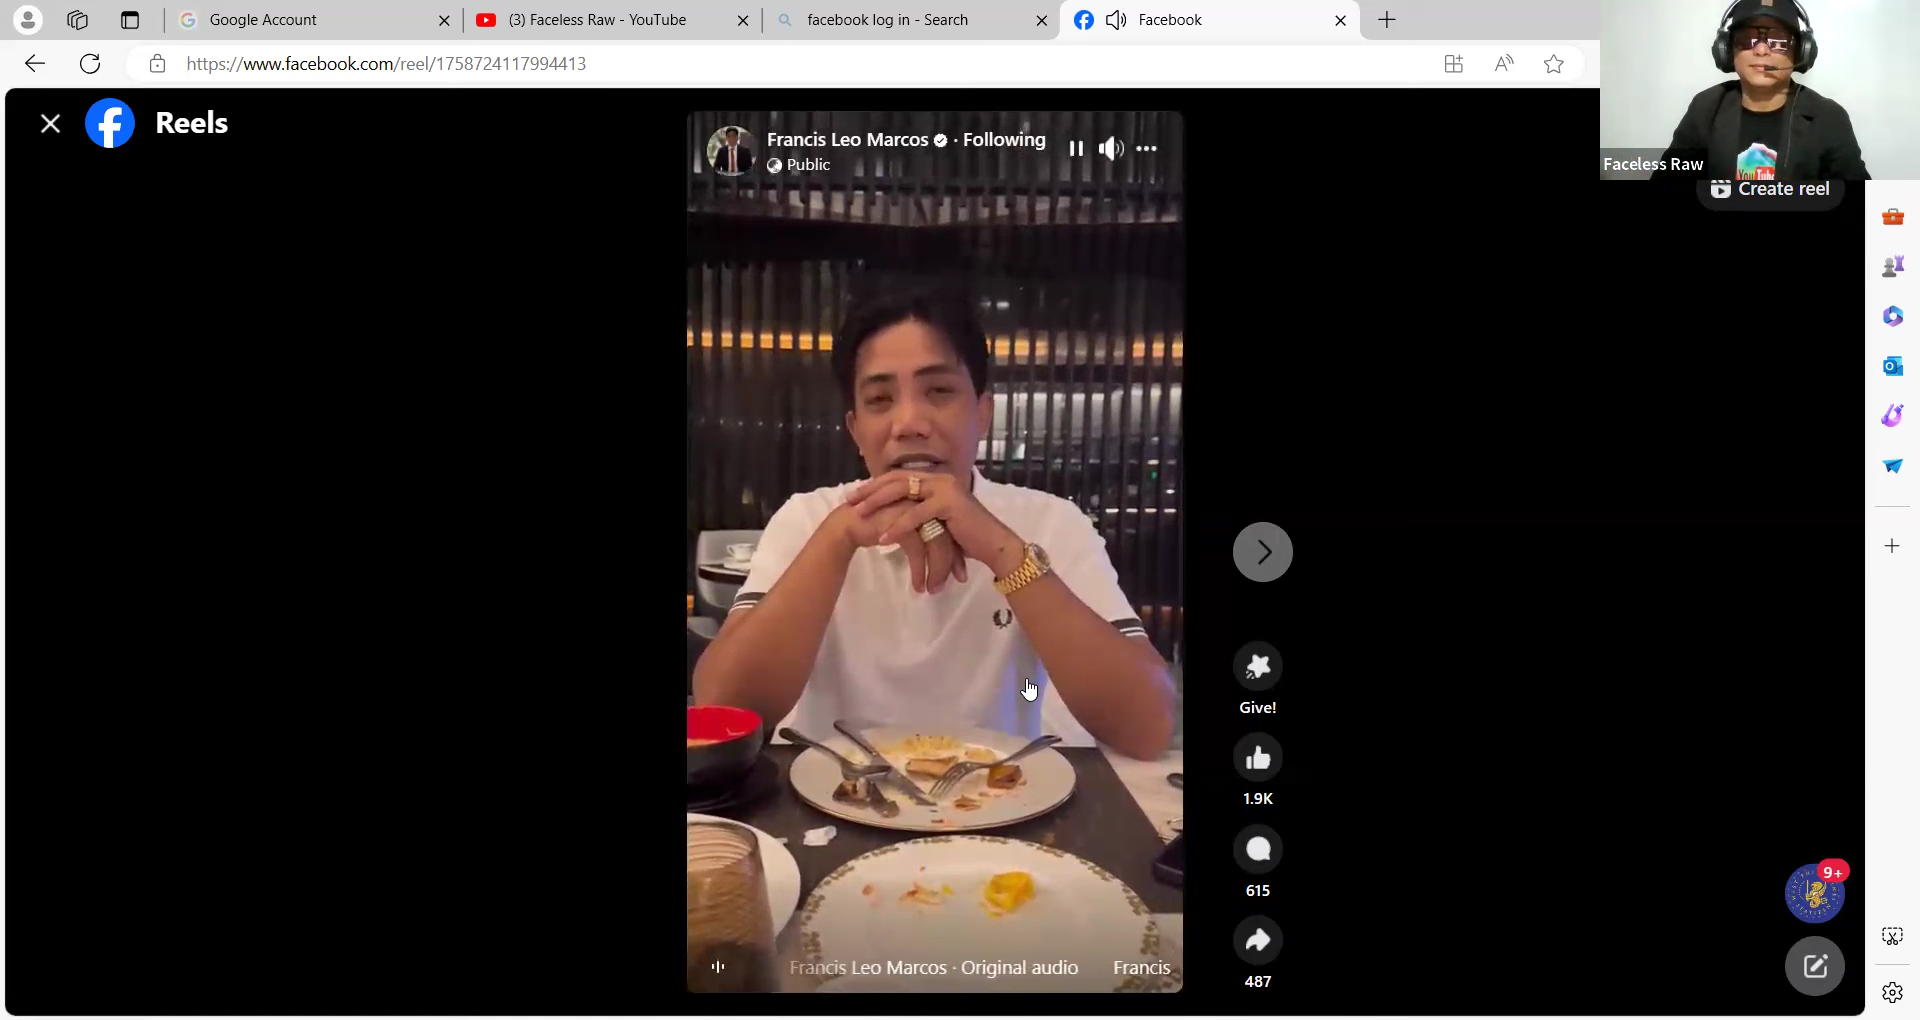 Google Account
(3) Faceless Raw - YouTube
facebook log in - Search
Facebook
https://www.facebook.com/reel/1758724117994413
Reels
Francis Leo Marcos · Following
Public
Faceless Raw
YouTube
Create reel
Give!
1.9K
615
487
9+
Francis Leo Marcos · Original audio
Francis